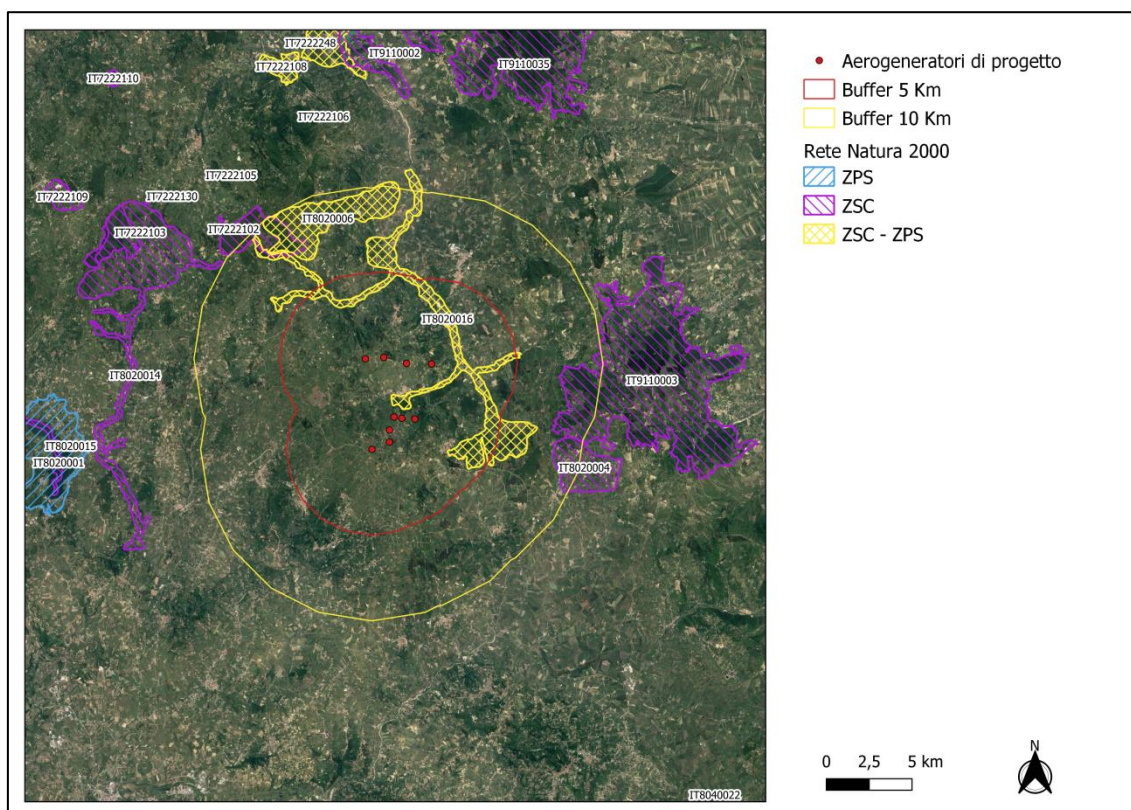 IT7222248
IT9110002
IT7222108
IT9110035
IT7222110
IT7222106
IT7222105
IT7222109
IT7222130
IT8020006
IT7222103
IT7222102
IT8020016
IT8020014
IT9110003
IT8020015
IT8020001
IT8020004
IT8040022
Aerogeneratori di progetto
Buffer 5 Km
Buffer 10 Km
Rete Natura 2000
ZPS
ZSC
ZSC - ZPS
0 2,5 5 km
N